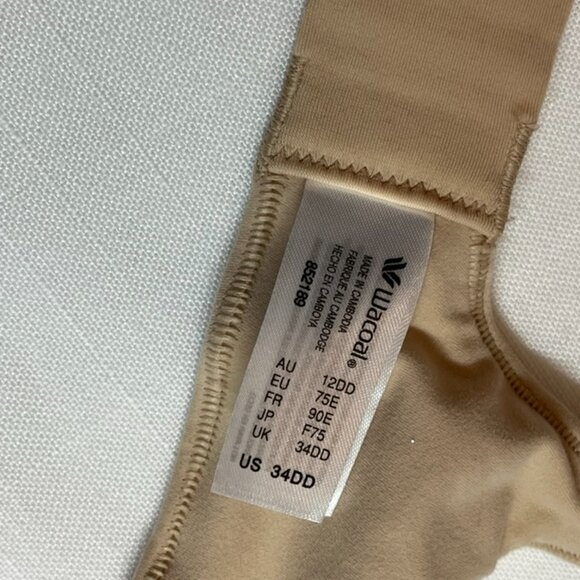 Wacoal®
MADE IN CAMBODIA
FABRIQUE AU CAMBODGE
HECHO EN CAMBOYA
852189
AU 12DD
EU 75E
FR 90E
JP F75
UK 34DD
US 34DD